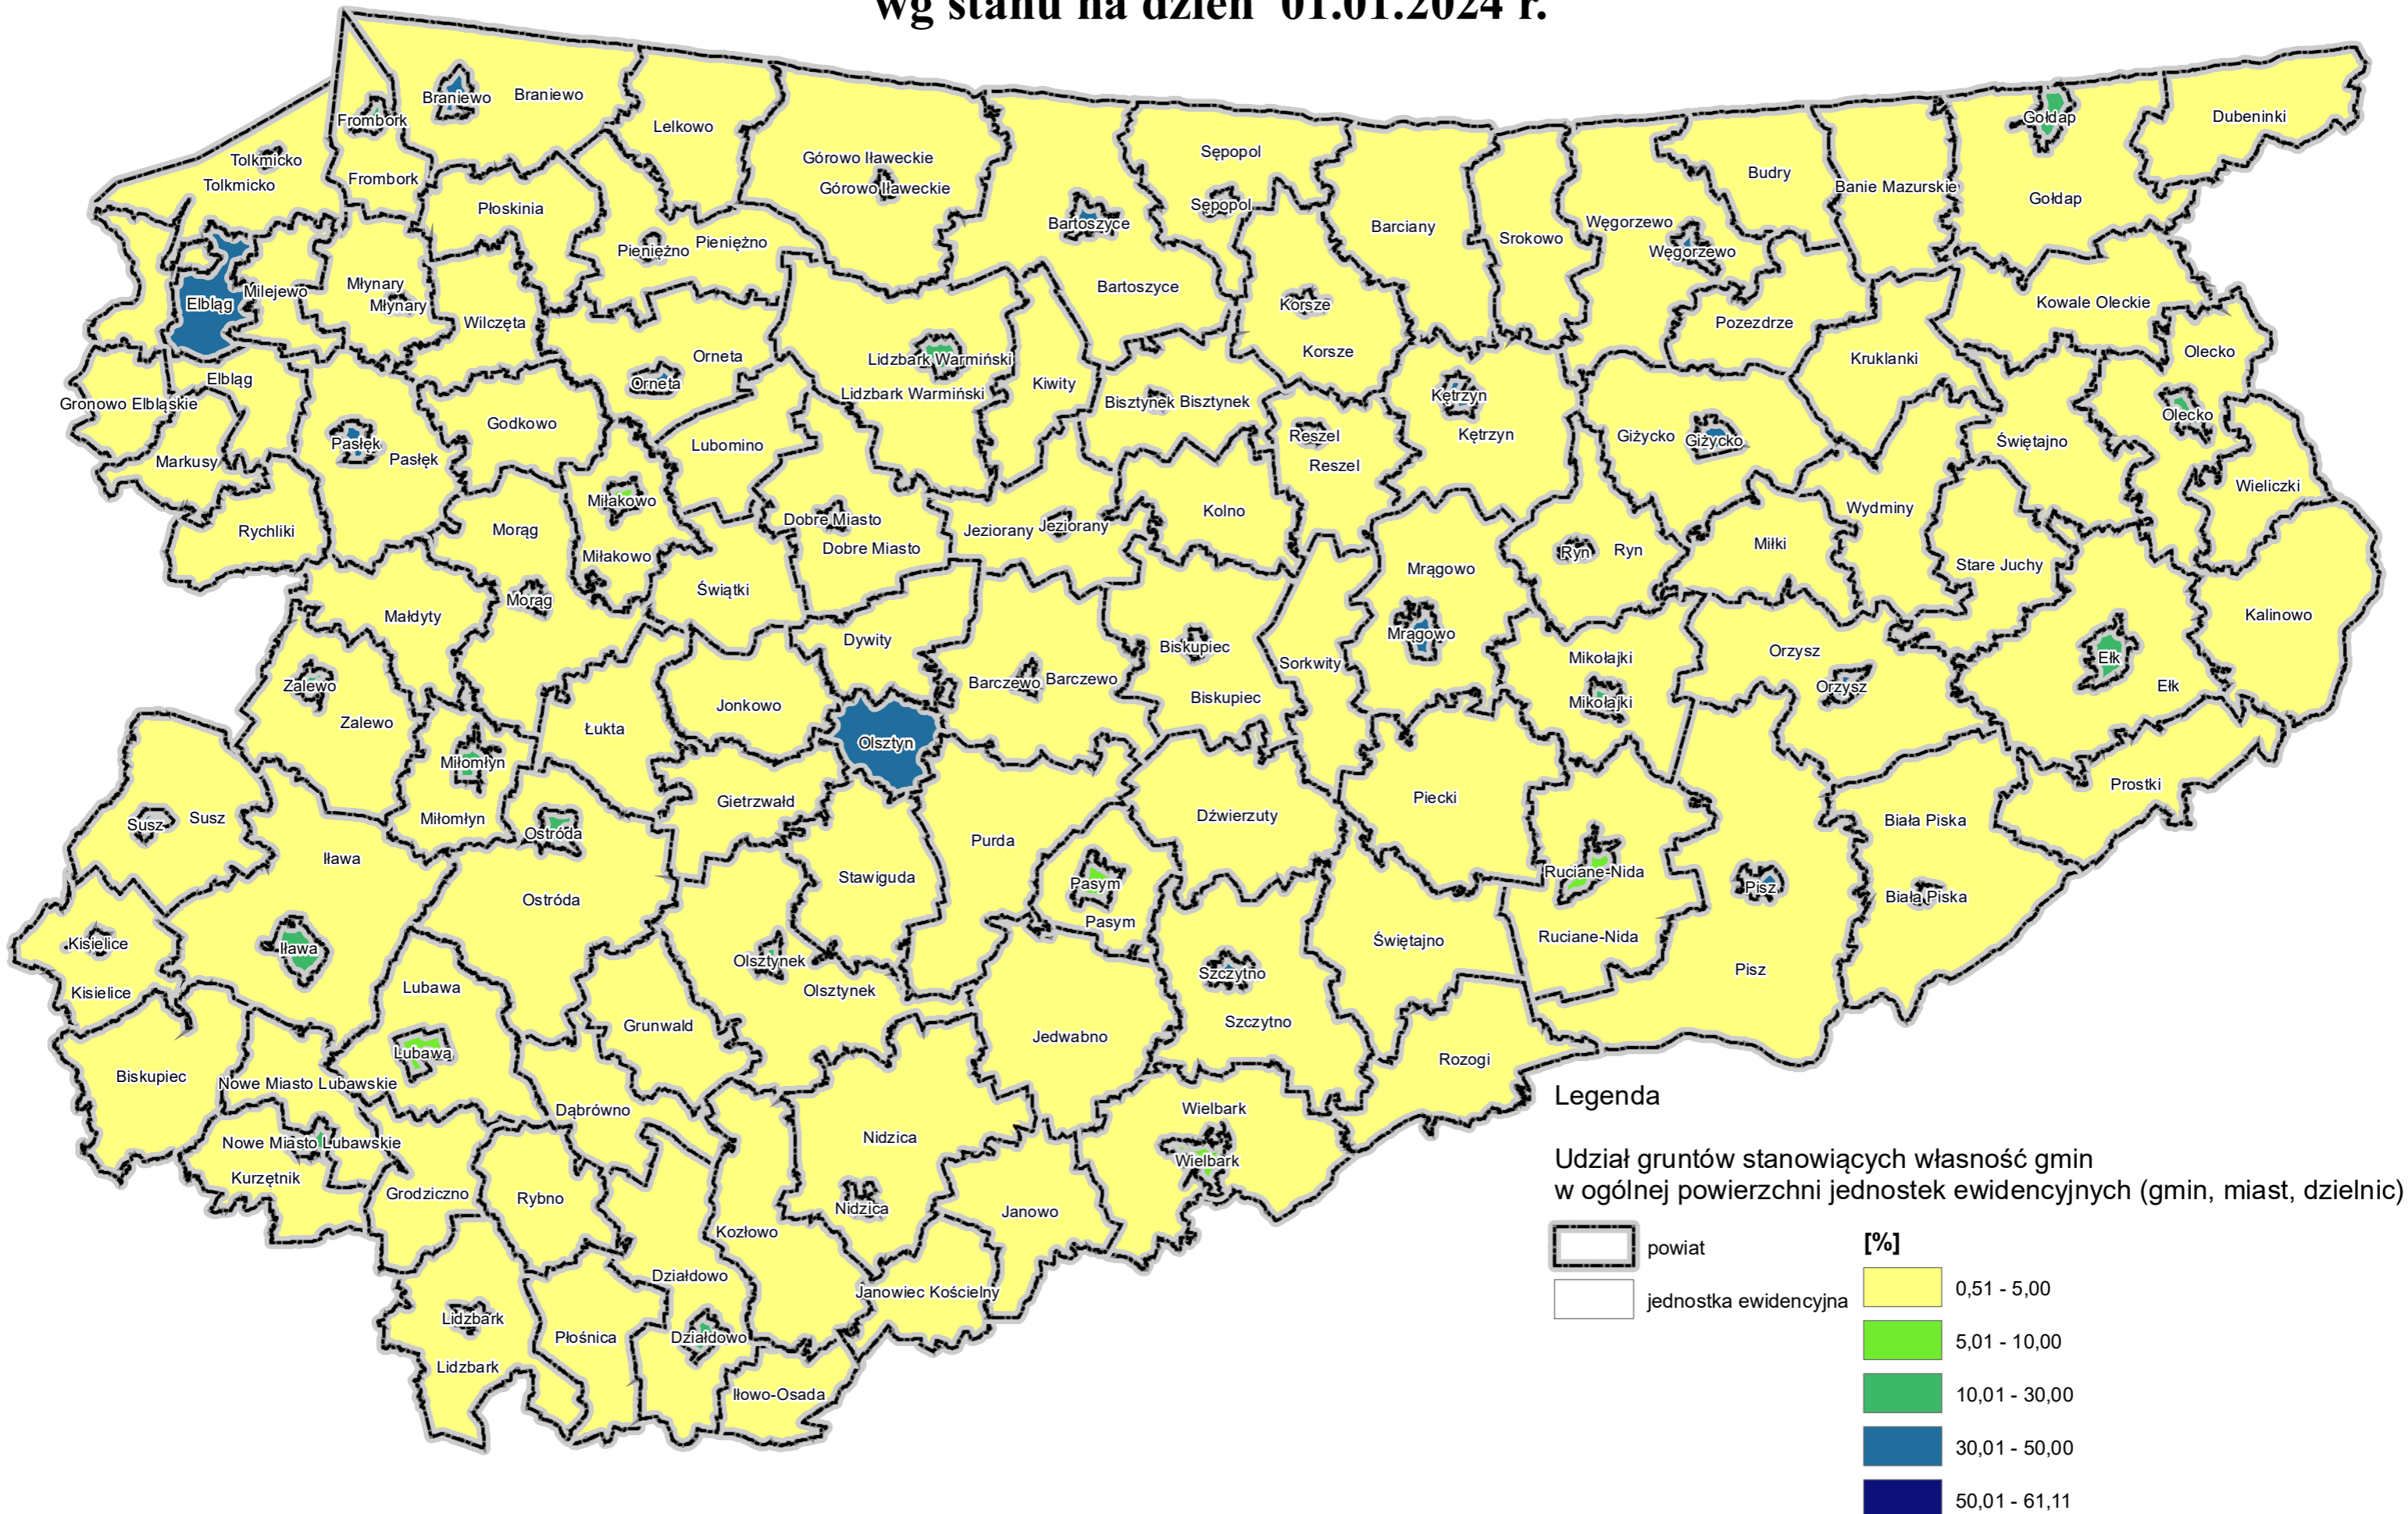 wg stanu na dzień 01.01.2024 r.
Braniewo
Braniewo
Frombork
Lelkowo
Gołdap
Dubeninki
Tolkmicko
Tolkmicko
Frombork
Górowo Iławeckie
Górowo Iławeckie
Sępopol
Sępopol
Budry
Banie Mazurskie
Gołdap
Płoskinia
Bartoszyce
Barciany
Srokowo
Węgorzewo
Węgorzewo
Pieniężno
Pieniężno
Elbląg
Milejewo
Młynary
Młynary
Wilczęta
Bartoszyce
Korsze
Korsze
Pozezdrze
Kowale Oleckie
Kruklanki
Olecko
Orneta
Orneta
Lidzbark Warmiński
Lidzbark Warmiński
Kiwity
Elbląg
Gronowo Elbląskie
Bisztynek
Bisztynek
Kętrzyn
Kętrzyn
Olecko
Godkowo
Pasłęk
Pasłęk
Lubomino
Reszel
Reszel
Giżycko
Giżycko
Świętajno
Markusy
Wieliczki
Miłakowo
Morąg
Rychliki
Dobre Miasto
Dobre Miasto
Jeziorany
Jeziorany
Kolno
Wydminy
Miłki
Ryn
Ryn
Miłakowo
Stare Juchy
Mrągowo
Świątki
Morąg
Małdyty
Kalinowo
Dywity
Biskupiec
Mrągowo
Orzysz
Mikołajki
Ełk
Sorkwity
Zalewo
Barczewo
Barczewo
Orzysz
Ełk
Biskupiec
Mikołajki
Jonkowo
Zalewo
Łukta
Olsztyn
Miłomłyn
Prostki
Piecki
Gietrzwałd
Dźwierzuty
Susz
Susz
Miłomłyn
Ostróda
Biała Piska
Purda
Iława
Ruciane-Nida
Stawiguda
Pasym
Pisz
Biała Piska
Ostróda
Pasym
Kisielice
Iława
Świętajno
Ruciane-Nida
Olsztynek
Szczytno
Pisz
Kisielice
Lubawa
Olsztynek
Szczytno
Grunwald
Jedwabno
Lubawa
Rozogi
Biskupiec
Nowe Miasto Lubawskie
Dąbrówno
Wielbark
Nowe Miasto Lubawskie
Nidzica
Wielbark
Kurzętnik
Grodziczno
Rybno
Nidzica
Janowo
Kozłowo
Działdowo
Janowiec Kościelny
Lidzbark
Płośnica
Działdowo
Lidzbark
Iłowo-Osada
Legenda
Udział gruntów stanowiących własność gmin
w ogólnej powierzchni jednostek ewidencyjnych (gmin, miast, dzielnic)
powiat
jednostka ewidencyjna
[%]
0,51 - 5,00
5,01 - 10,00
10,01 - 30,00
30,01 - 50,00
50,01 - 61,11